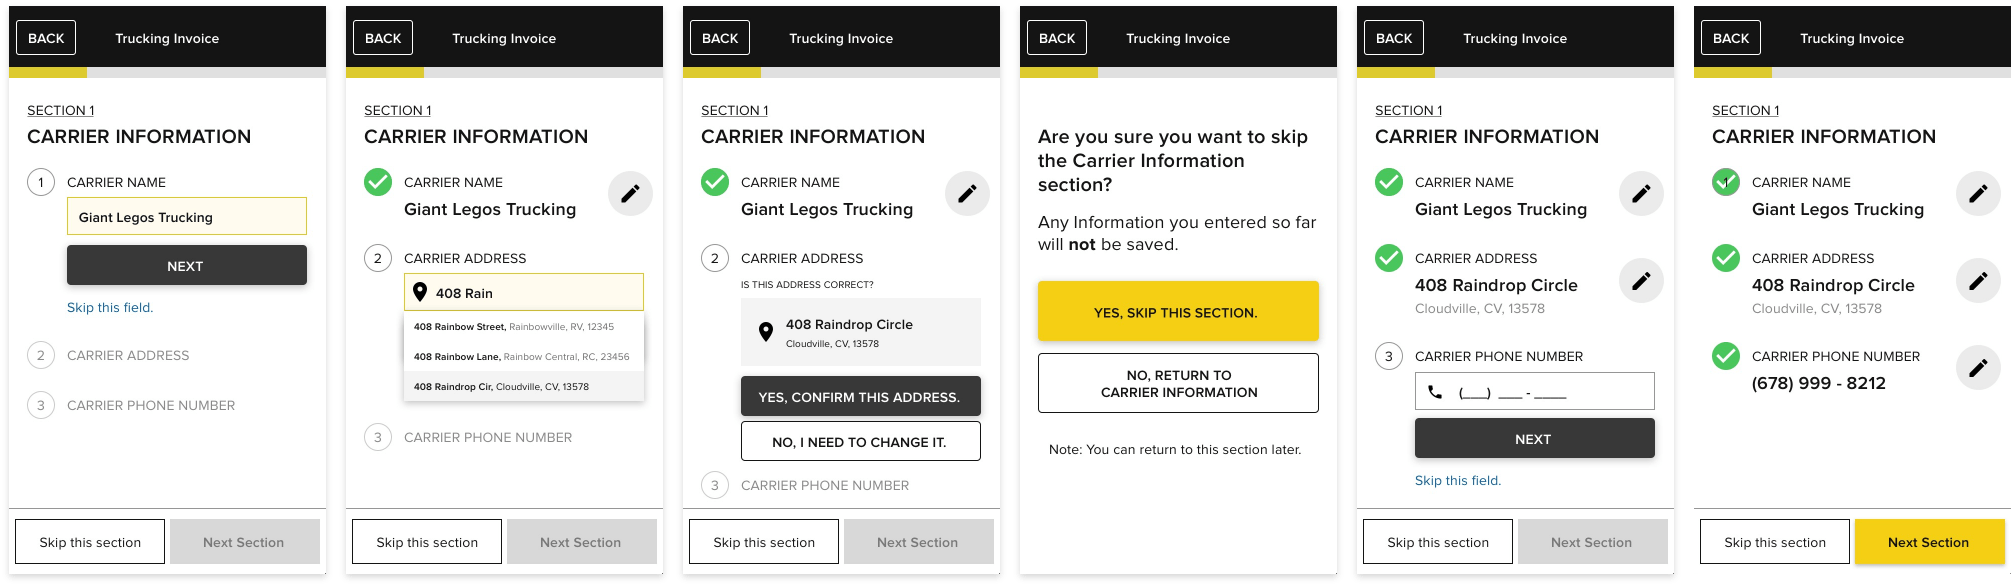 BACK
Trucking Invoice
SECTION 1
CARRIER INFORMATION
1
CARRIER NAME
Giant Legos Trucking
NEXT
Skip this field.
2
CARRIER ADDRESS
3
CARRIER PHONE NUMBER
Skip this section
Next Section
BACK
Trucking Invoice
SECTION 1
CARRIER INFORMATION
CARRIER NAME
Giant Legos Trucking
2
CARRIER ADDRESS
408 Rain
408 Rainbow Street, Rainbowville, RV, 12345
408 Rainbow Lane, Rainbow Central, RC, 23456
408 Raindrop Cir, Cloudville, CV, 13578
3
CARRIER PHONE NUMBER
Skip this section
Next Section
BACK
Trucking Invoice
SECTION 1
CARRIER INFORMATION
CARRIER NAME
Giant Legos Trucking
2
CARRIER ADDRESS
IS THIS ADDRESS CORRECT?
408 Raindrop Circle
Cloudville, CV, 13578
YES, CONFIRM THIS ADDRESS.
NO, I NEED TO CHANGE IT.
3
CARRIER PHONE NUMBER
Skip this section
Next Section
BACK
Trucking Invoice
Are you sure you want to skip
the Carrier Information
section?
Any Information you entered so far
will not be saved.
YES, SKIP THIS SECTION.
NO, RETURN TO
CARRIER INFORMATION
Note: You can return to this section later.
BACK
Trucking Invoice
SECTION 1
CARRIER INFORMATION
CARRIER NAME
Giant Legos Trucking
CARRIER ADDRESS
408 Raindrop Circle
Cloudville, CV, 13578
3
CARRIER PHONE NUMBER
(___) ___ - ____
NEXT
Skip this field.
Skip this section
Next Section
BACK
Trucking Invoice
SECTION 1
CARRIER INFORMATION
1
CARRIER NAME
Giant Legos Trucking
CARRIER ADDRESS
408 Raindrop Circle
Cloudville, CV, 13578
CARRIER PHONE NUMBER
(678) 999 - 8212
Skip this section
Next Section